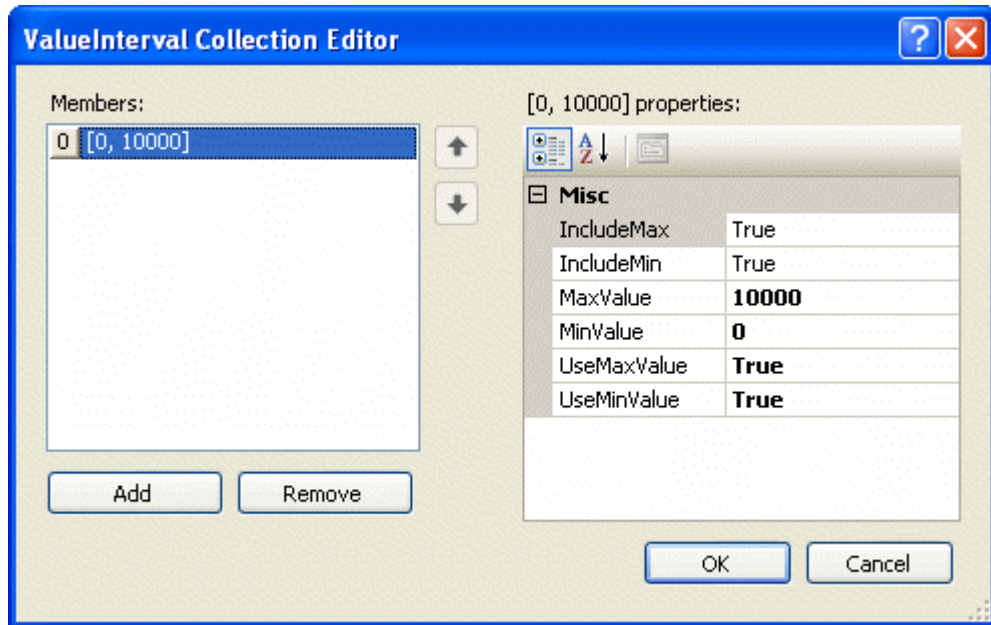 ValueInterval Collection Editor
Members:
0 [0, 10000]
Add Remove
[0, 10000] properties:
Misc
IncludeMax True
IncludeMin True
MaxValue 10000
MinValue 0
UseMaxValue True
UseMinValue True
OK Cancel